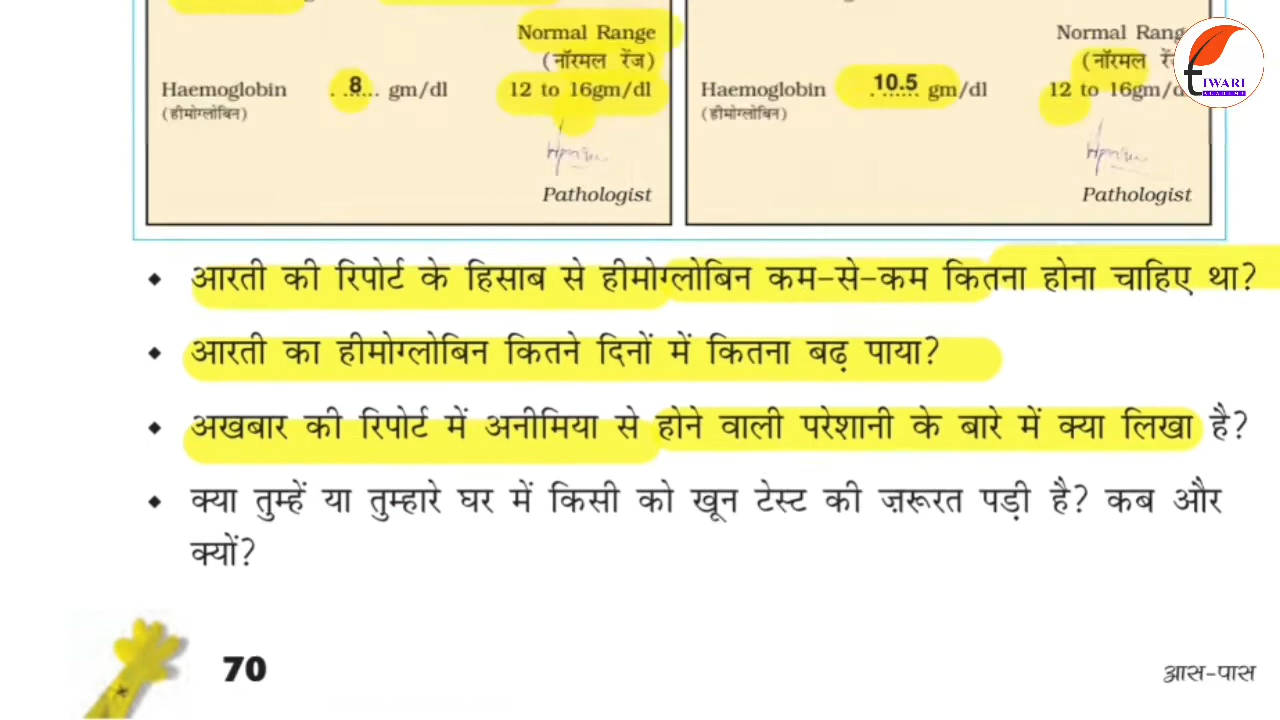 Normal Range Normal Rang
(नॉरमल रेंज) (नॉरमल रें
Haemoglobin . .8.... gm/dl 12 to 16gm/dl Haemoglobin . 10.5 gm/dl 12 to 16gm/d
(हीमोग्लोबिन) (हीमोग्लोबिन)
Pathologist Pathologist
TIWARI
ACADEMY
◆ आरती की रिपोर्ट के हिसाब से हीमोग्लोबिन कम-से-कम कितना होना चाहिए था?
◆ आरती का हीमोग्लोबिन कितने दिनों में कितना बढ़ पाया?
◆ अखबार की रिपोर्ट में अनीमिया से होने वाली परेशानी के बारे में क्या लिखा है?
◆ क्या तुम्हें या तुम्हारे घर में किसी को खून टेस्ट की ज़रूरत पड़ी है? कब और
क्यों?
70 आस-पास